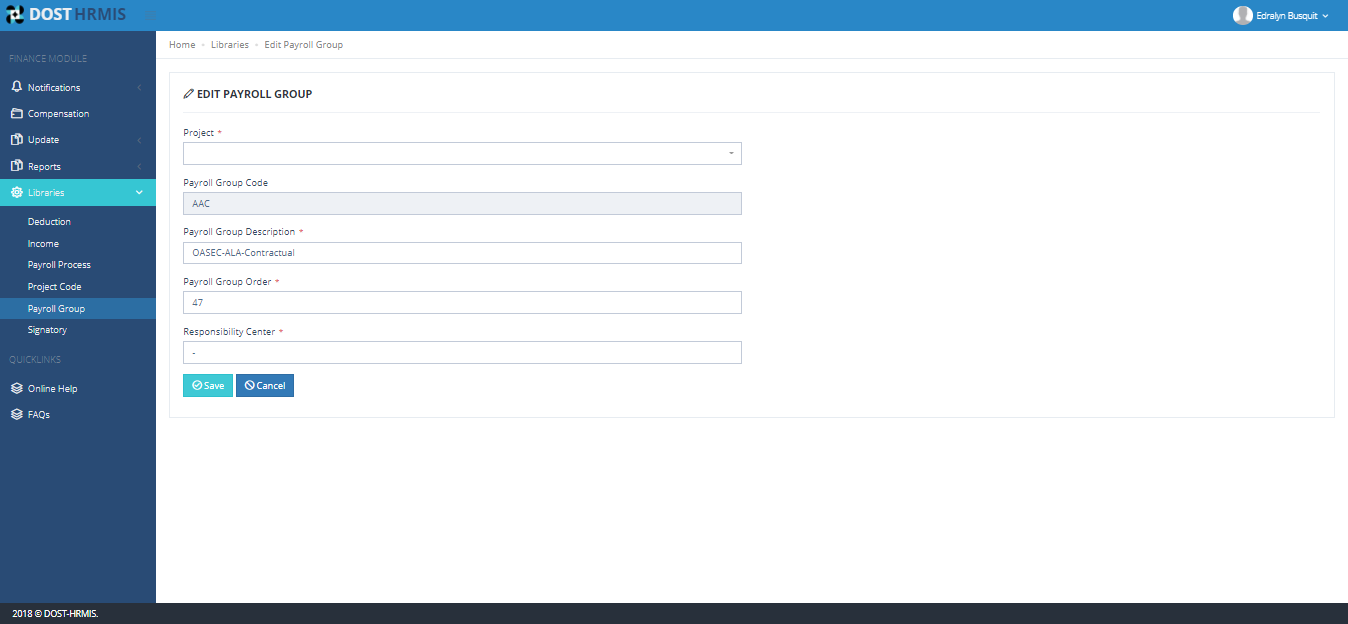 DOST HRMIS
Edralyn Busquit
Home - Libraries - Edit Payroll Group
FINANCE MODULE
Notifications
Compensation
Update
Reports
Libraries
Deduction
Income
Payroll Process
Project Code
Payroll Group
Signatory
QUICKLINKS
Online Help
FAQs
EDIT PAYROLL GROUP
Project *
Payroll Group Code
AAC
Payroll Group Description *
OASEC-ALA-Contractual
Payroll Group Order *
47
Responsibility Center *
-
Save Cancel
2018 © DOST-HRMIS.